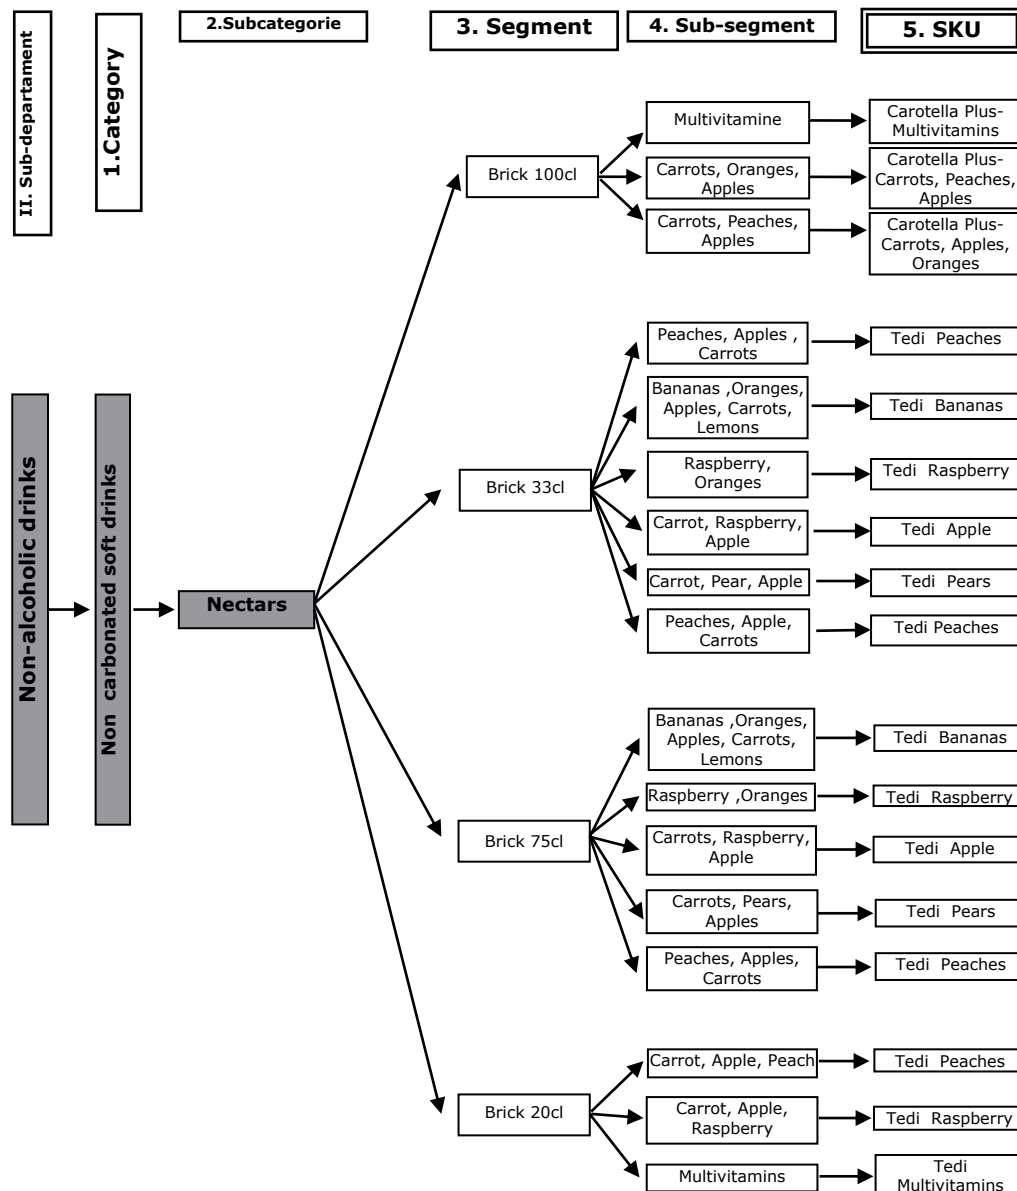 II. Sub-departament
1.Category
2.Subcategorie
3. Segment
4. Sub-segment
5. SKU
Non-alcoholic drinks
Non carbonated soft drinks
Nectars
Brick 100cl
Multivitamine
Carotella Plus-
Multivitamins
Carrots, Oranges,
Apples
Carotella Plus-
Carrots, Peaches,
Apples
Carrots, Peaches,
Apples
Carotella Plus-
Carrots, Apples,
Oranges
Brick 33cl
Peaches, Apples ,
Carrots
Tedi Peaches
Bananas ,Oranges,
Apples, Carrots,
Lemons
Tedi Bananas
Raspberry,
Oranges
Tedi Raspberry
Carrot, Raspberry,
Apple
Tedi Apple
Carrot, Pear, Apple
Tedi Pears
Peaches, Apple,
Carrots
Tedi Peaches
Brick 75cl
Bananas ,Oranges,
Apples, Carrots,
Lemons
Tedi Bananas
Raspberry ,Oranges
Tedi Raspberry
Carrots, Raspberry,
Apple
Tedi Apple
Carrots, Pears,
Apples
Tedi Pears
Peaches, Apples,
Carrots
Tedi Peaches
Brick 20cl
Carrot, Apple, Peach
Tedi Peaches
Carrot, Apple,
Raspberry
Tedi Raspberry
Multivitamins
Tedi
Multivitamins